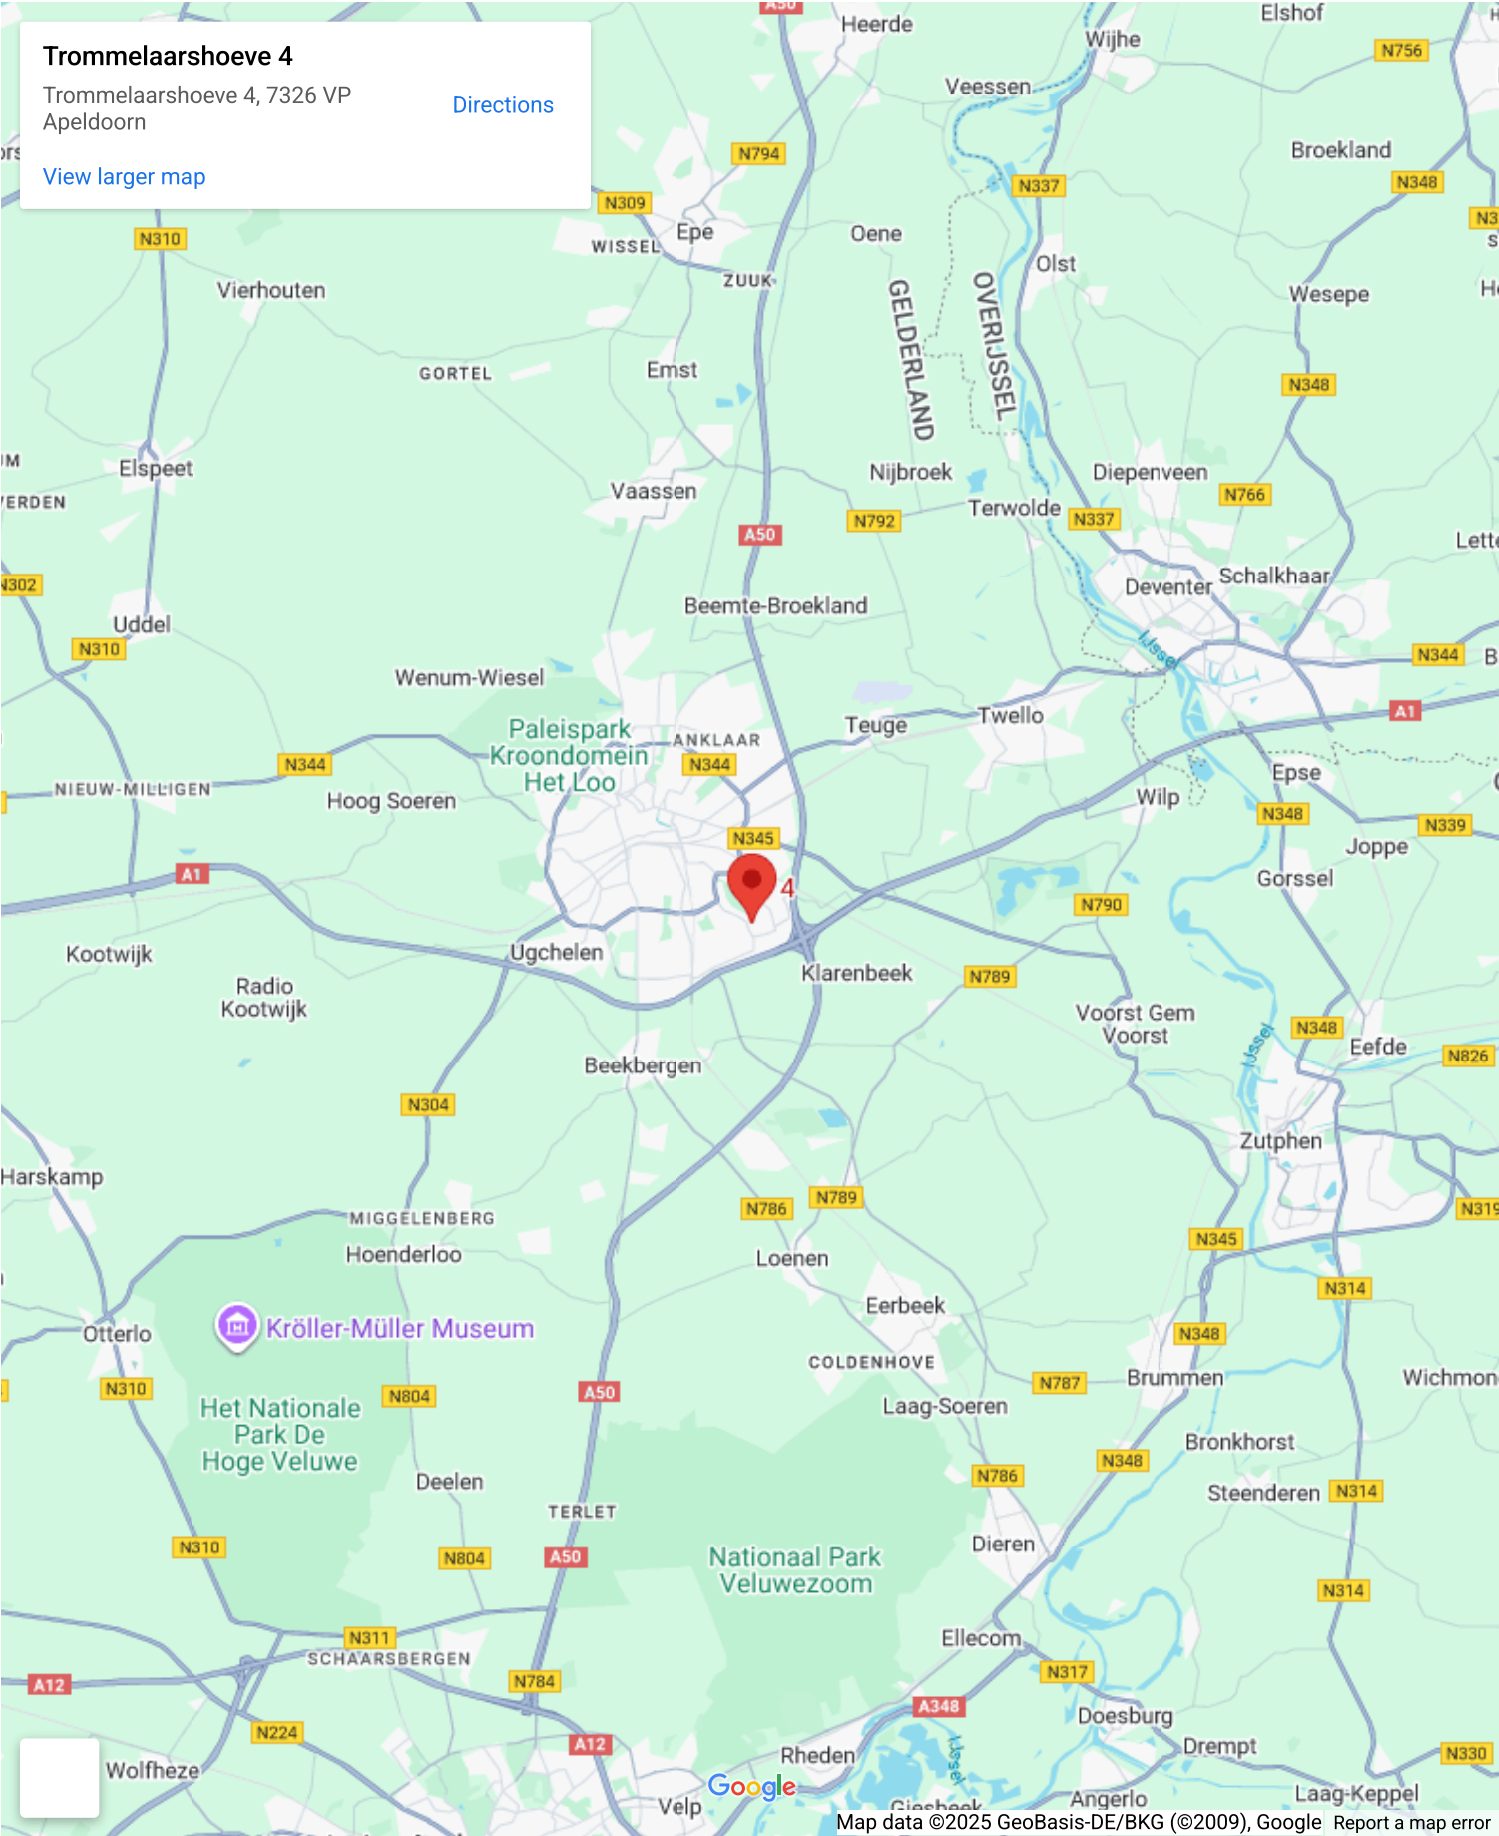 Trommelaarshoeve 4
Trommelaarshoeve 4, 7326 VP
Apeldoorn
Directions
View larger map
A50
Heerde
Elshof
Wijhe
N756
Veessen
N794
Broekland
N337
N348
N309
N310
Epe
WISSEL
Oene
ZUUK
Olst
Vierhouten
Wesepe
GELDERLAND
OVERIJSSEL
Emst
GORTEL
N348
Elspeet
Nijbroek
Diepenveen
Vaassen
N766
Terwolde
N792
N337
A50
N302
Schalkhaar
Deventer
Beemte-Broekland
Uddel
N310
IJssel
N344
Wenum-Wiesel
A1
Teuge
Twello
Paleispark
Kroondomein
Het Loo
ANKLAAR
N344
N344
NIEUW-MILLIGEN
Hoog Soeren
Epse
Wilp
N348
N339
N345
Joppe
A1
4
Gorssel
N790
Kootwijk
Ugchelen
Klarenbeek
N789
Radio
Kootwijk
Voorst Gem
Voorst
N348
IJssel
Eefde
N826
Beekbergen
N304
Zutphen
Harskamp
N789
N786
N319
MIGGELENBERG
N345
Hoenderloo
Loenen
N314
Eerbeek
Kröller-Müller Museum
Otterlo
N348
COLDENHOVE
N310
N804
A50
N787
Brummen
Laag-Soeren
Het Nationale
Park De
Hoge Veluwe
Bronkhorst
N348
N786
Deelen
Steenderen
N314
TERLET
Dieren
N310
N804
A50
Nationaal Park
Veluwezoom
N314
N311
Ellecom
SCHAARSBERGEN
N317
A12
N784
A348
Doesburg
N224
A12
IJssel
Drempt
Rheden
N330
Wolfheze
Google
Laag-Keppel
Angerlo
Velp
Giesbeek
Map data ©2025 GeoBasis-DE/BKG (©2009), Google
Report a map error